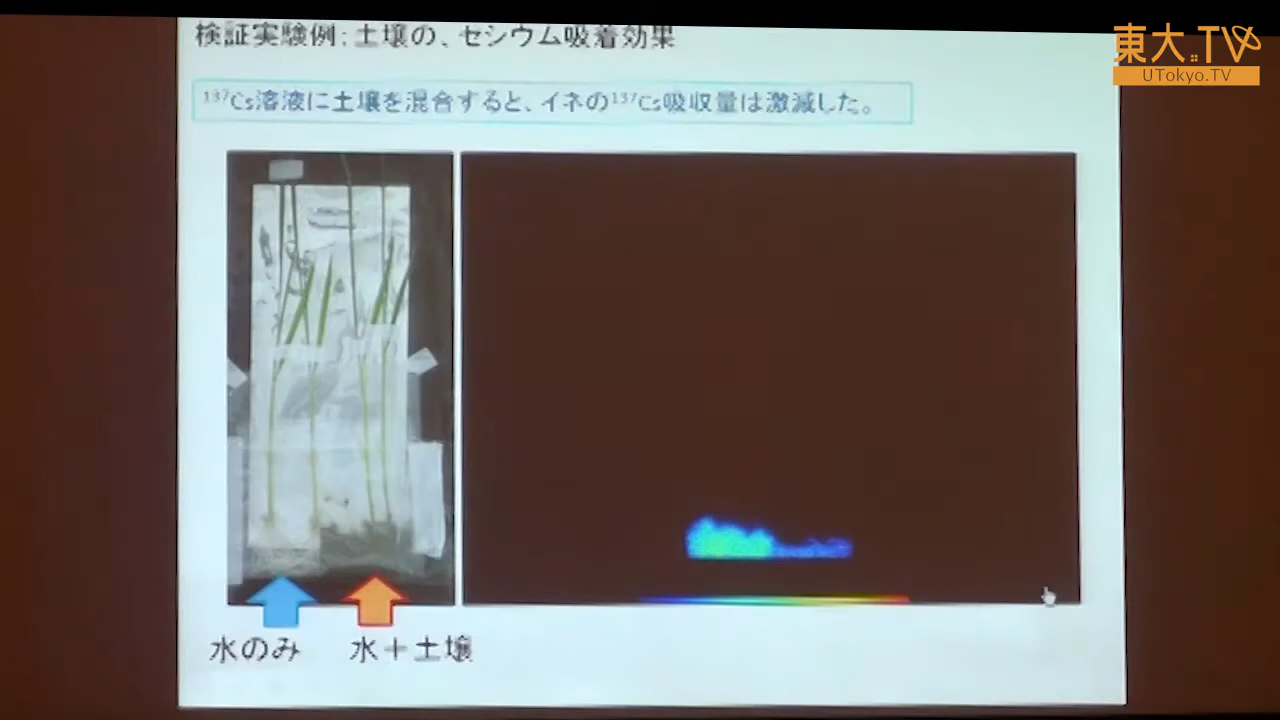 検証実験例：土壌の、セシウム吸着効果
東大.TV
UTokyo.TV
¹³⁷Cs溶液に土壌を混合すると、イネの¹³⁷Cs吸収量は激減した。
水のみ
水＋土壌